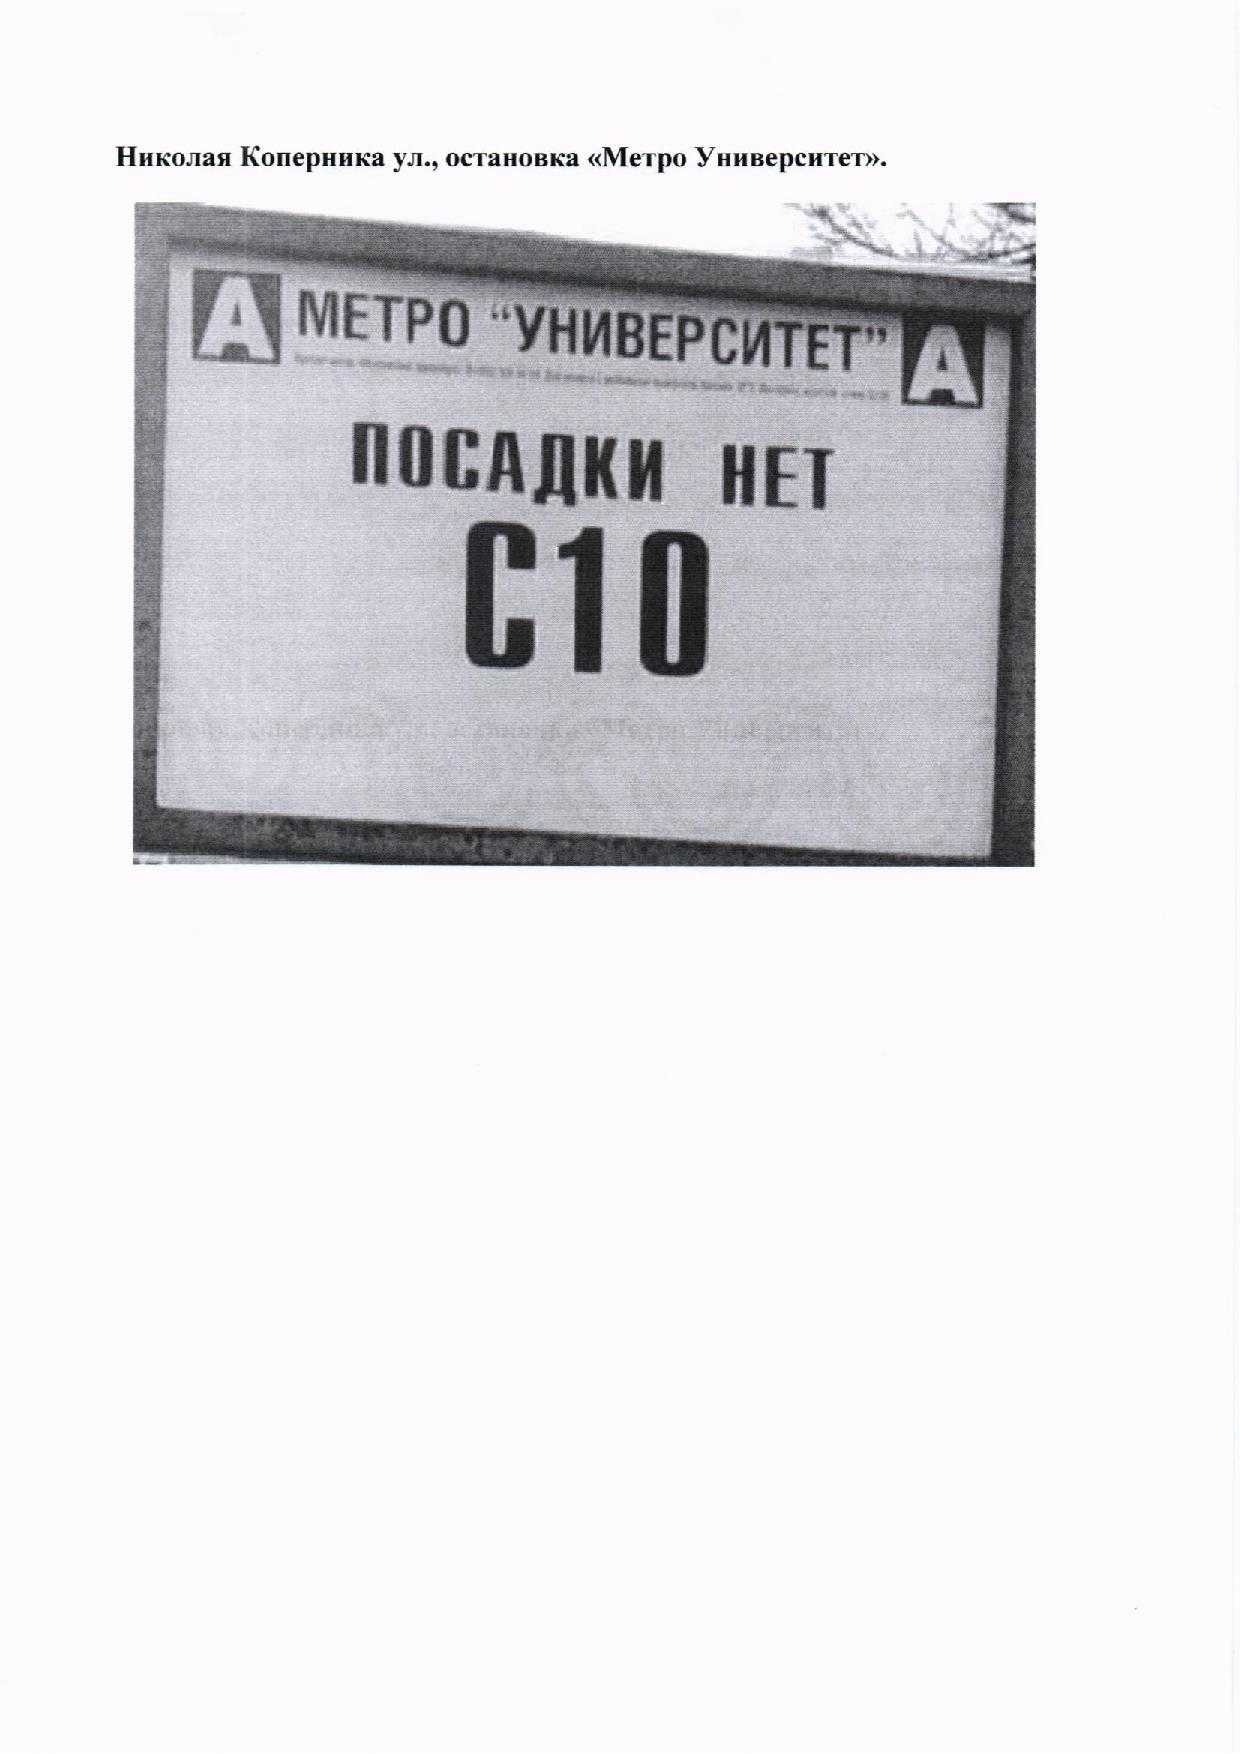 Николая Коперника ул., остановка «Метро Университет».
А МЕТРО “УНИВЕРСИТЕТ” А
ПОСАДКИ НЕТ
С10